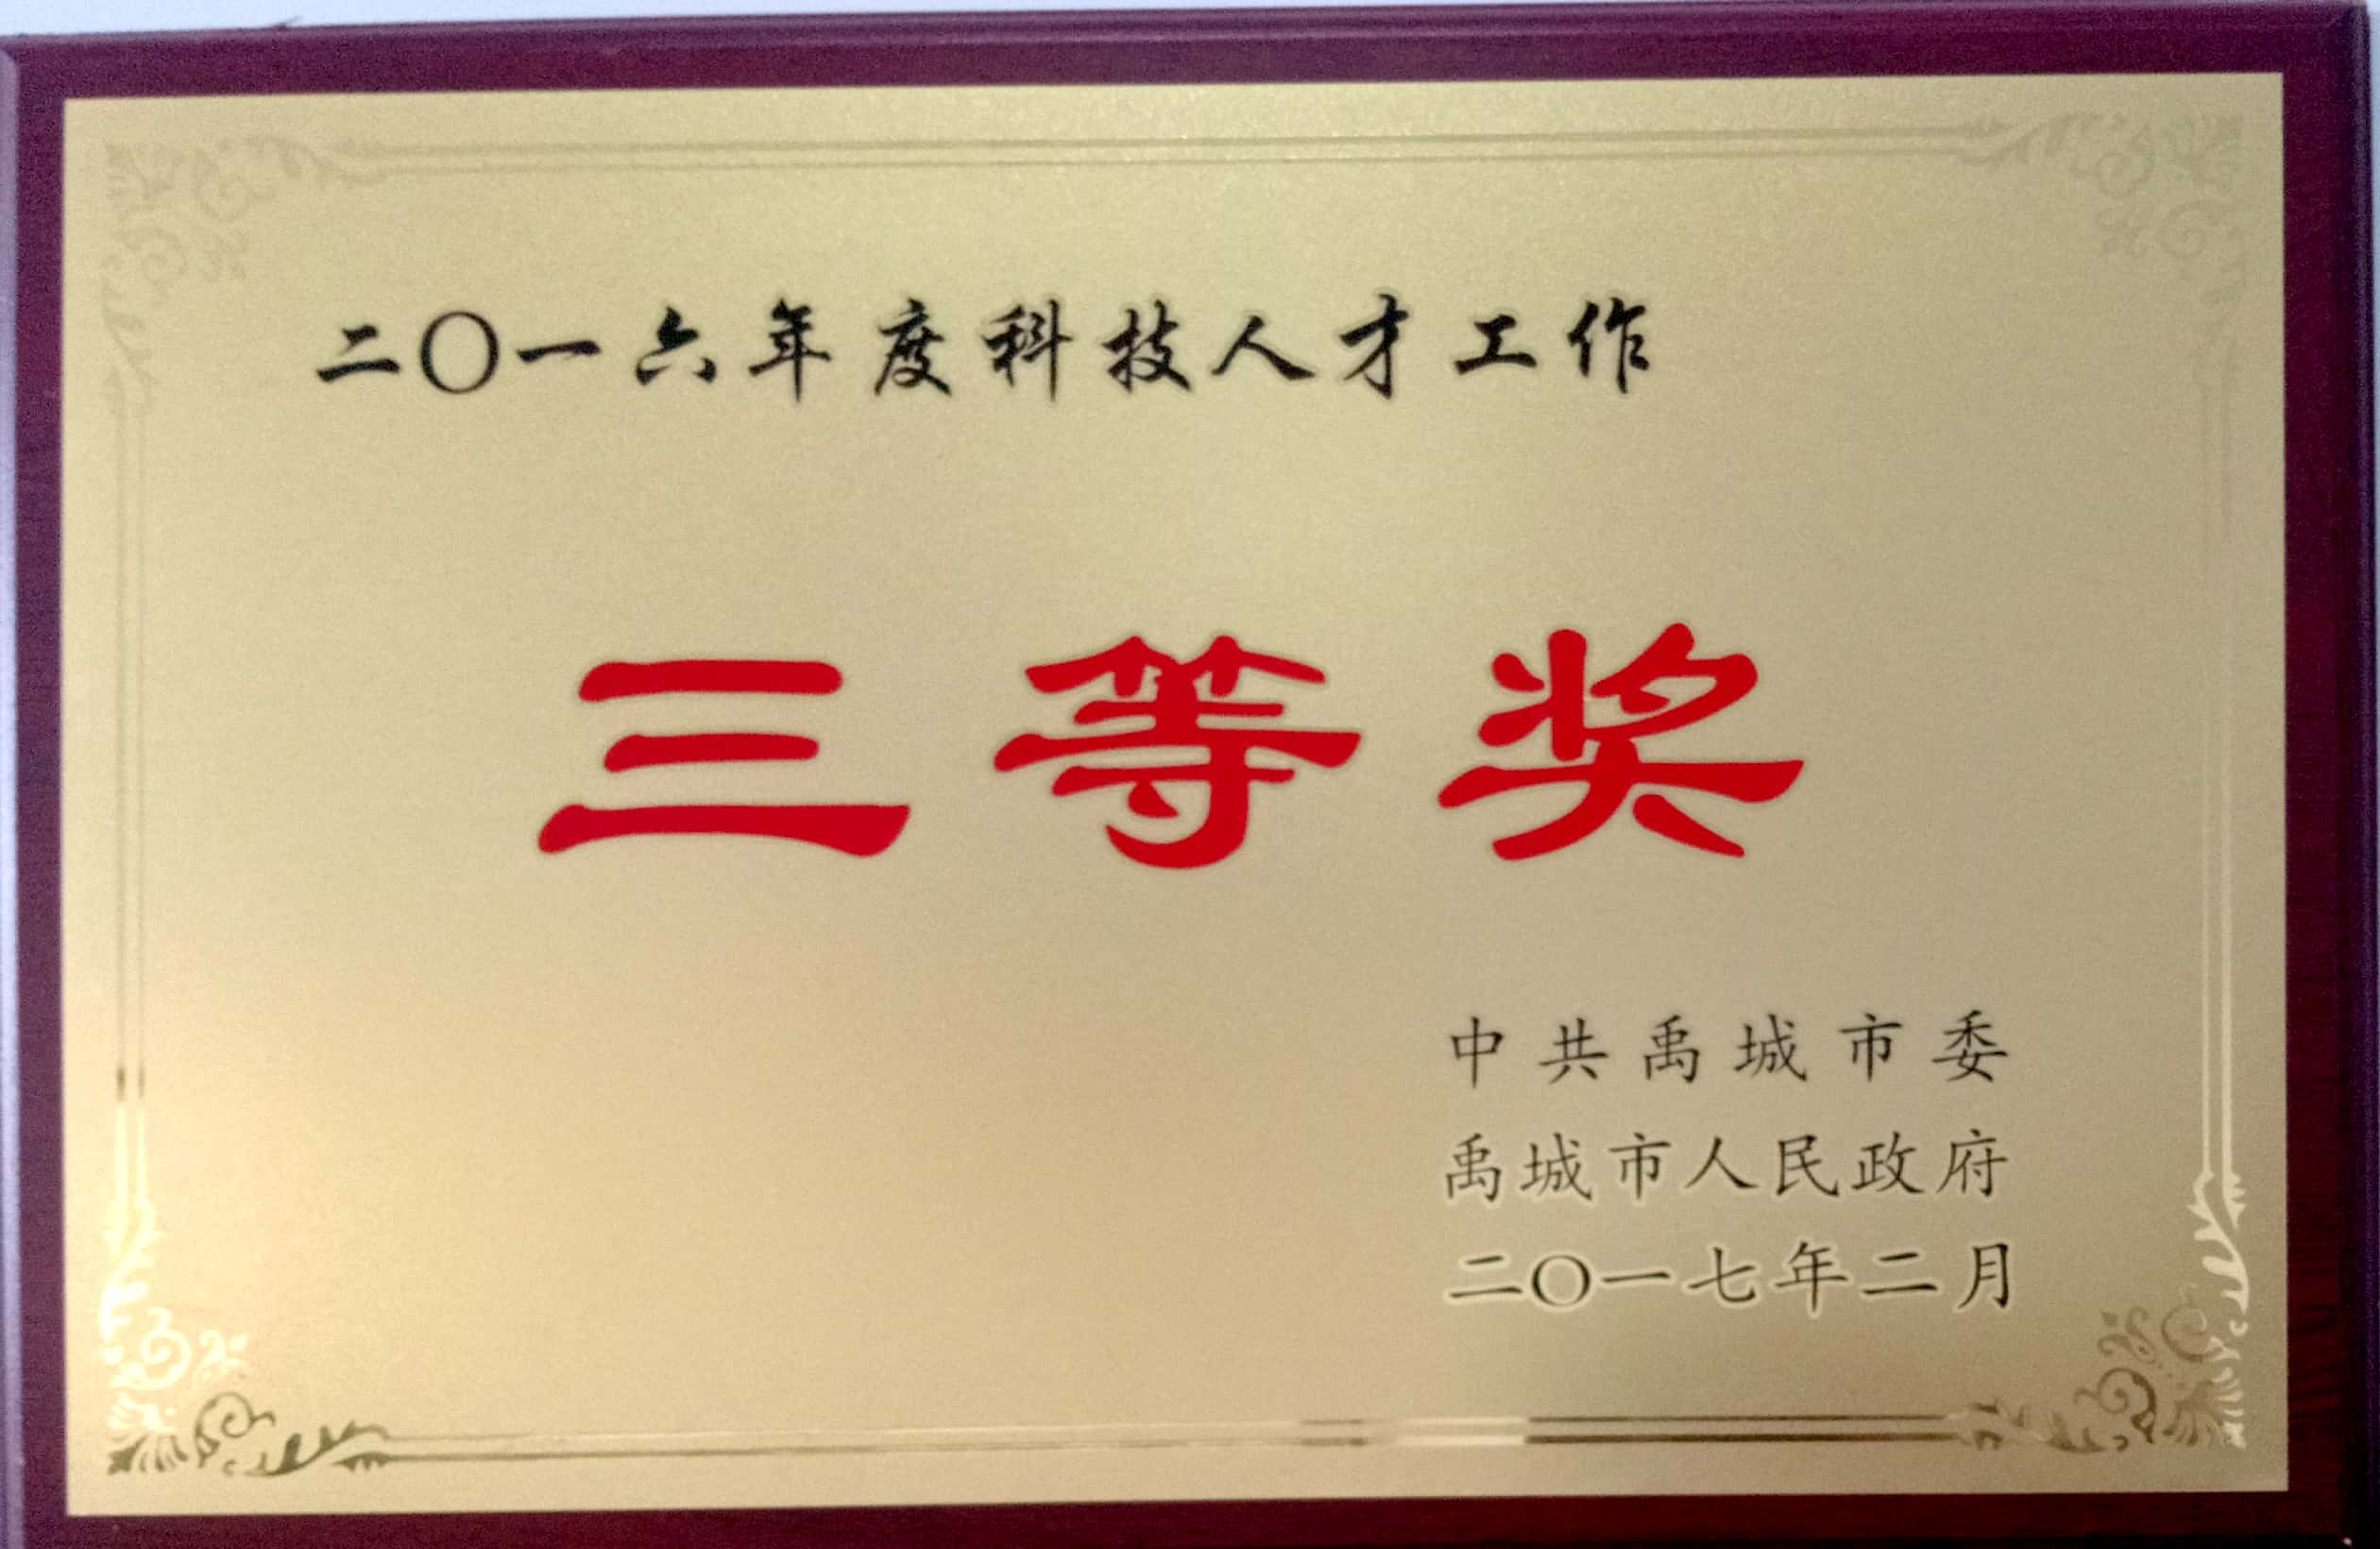 二〇一六年度科技人才工作
三等奖
中共禹城市委
禹城市人民政府
二〇一七年二月